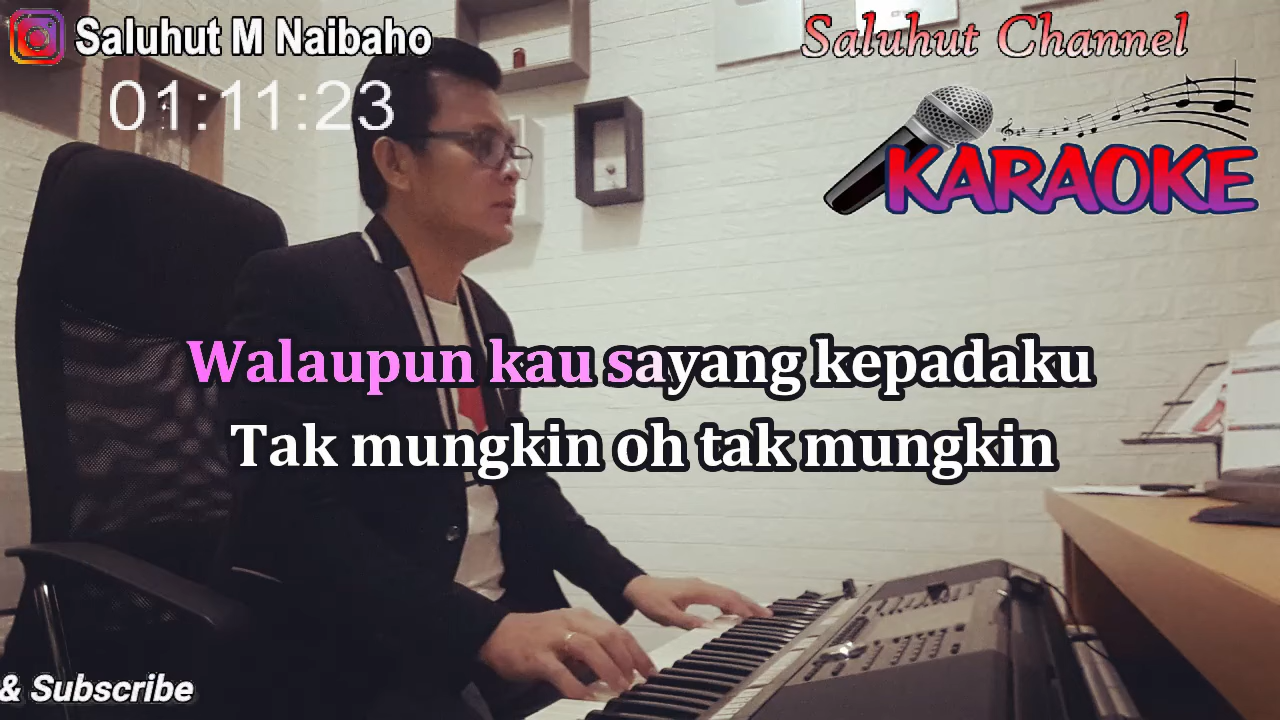 Saluhut M Naibaho
Saluhut Channel
01:11:23
KARAOKE
Walaupun kau sayang kepadaku
Tak mungkin oh tak mungkin
& Subscribe